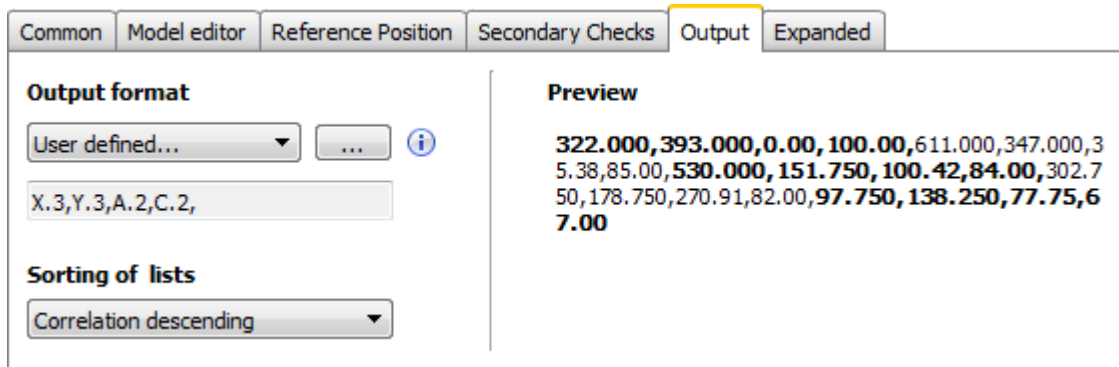 Common Model editor Reference Position Secondary Checks Output Expanded
Output format
User defined... ...
X.3,Y.3,A.2,C.2,
Sorting of lists
Correlation descending
Preview
322.000,393.000,0.00,100.00,611.000,347.000,3
5.38,85.00,530.000,151.750,100.42,84.00,302.7
50,178.750,270.91,82.00,97.750,138.250,77.75,6
7.00